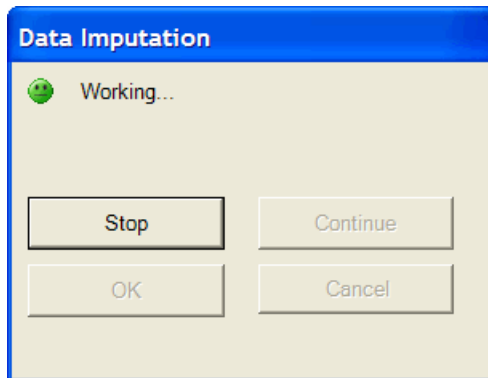 Data Imputation
Working...
Stop
Continue
OK
Cancel